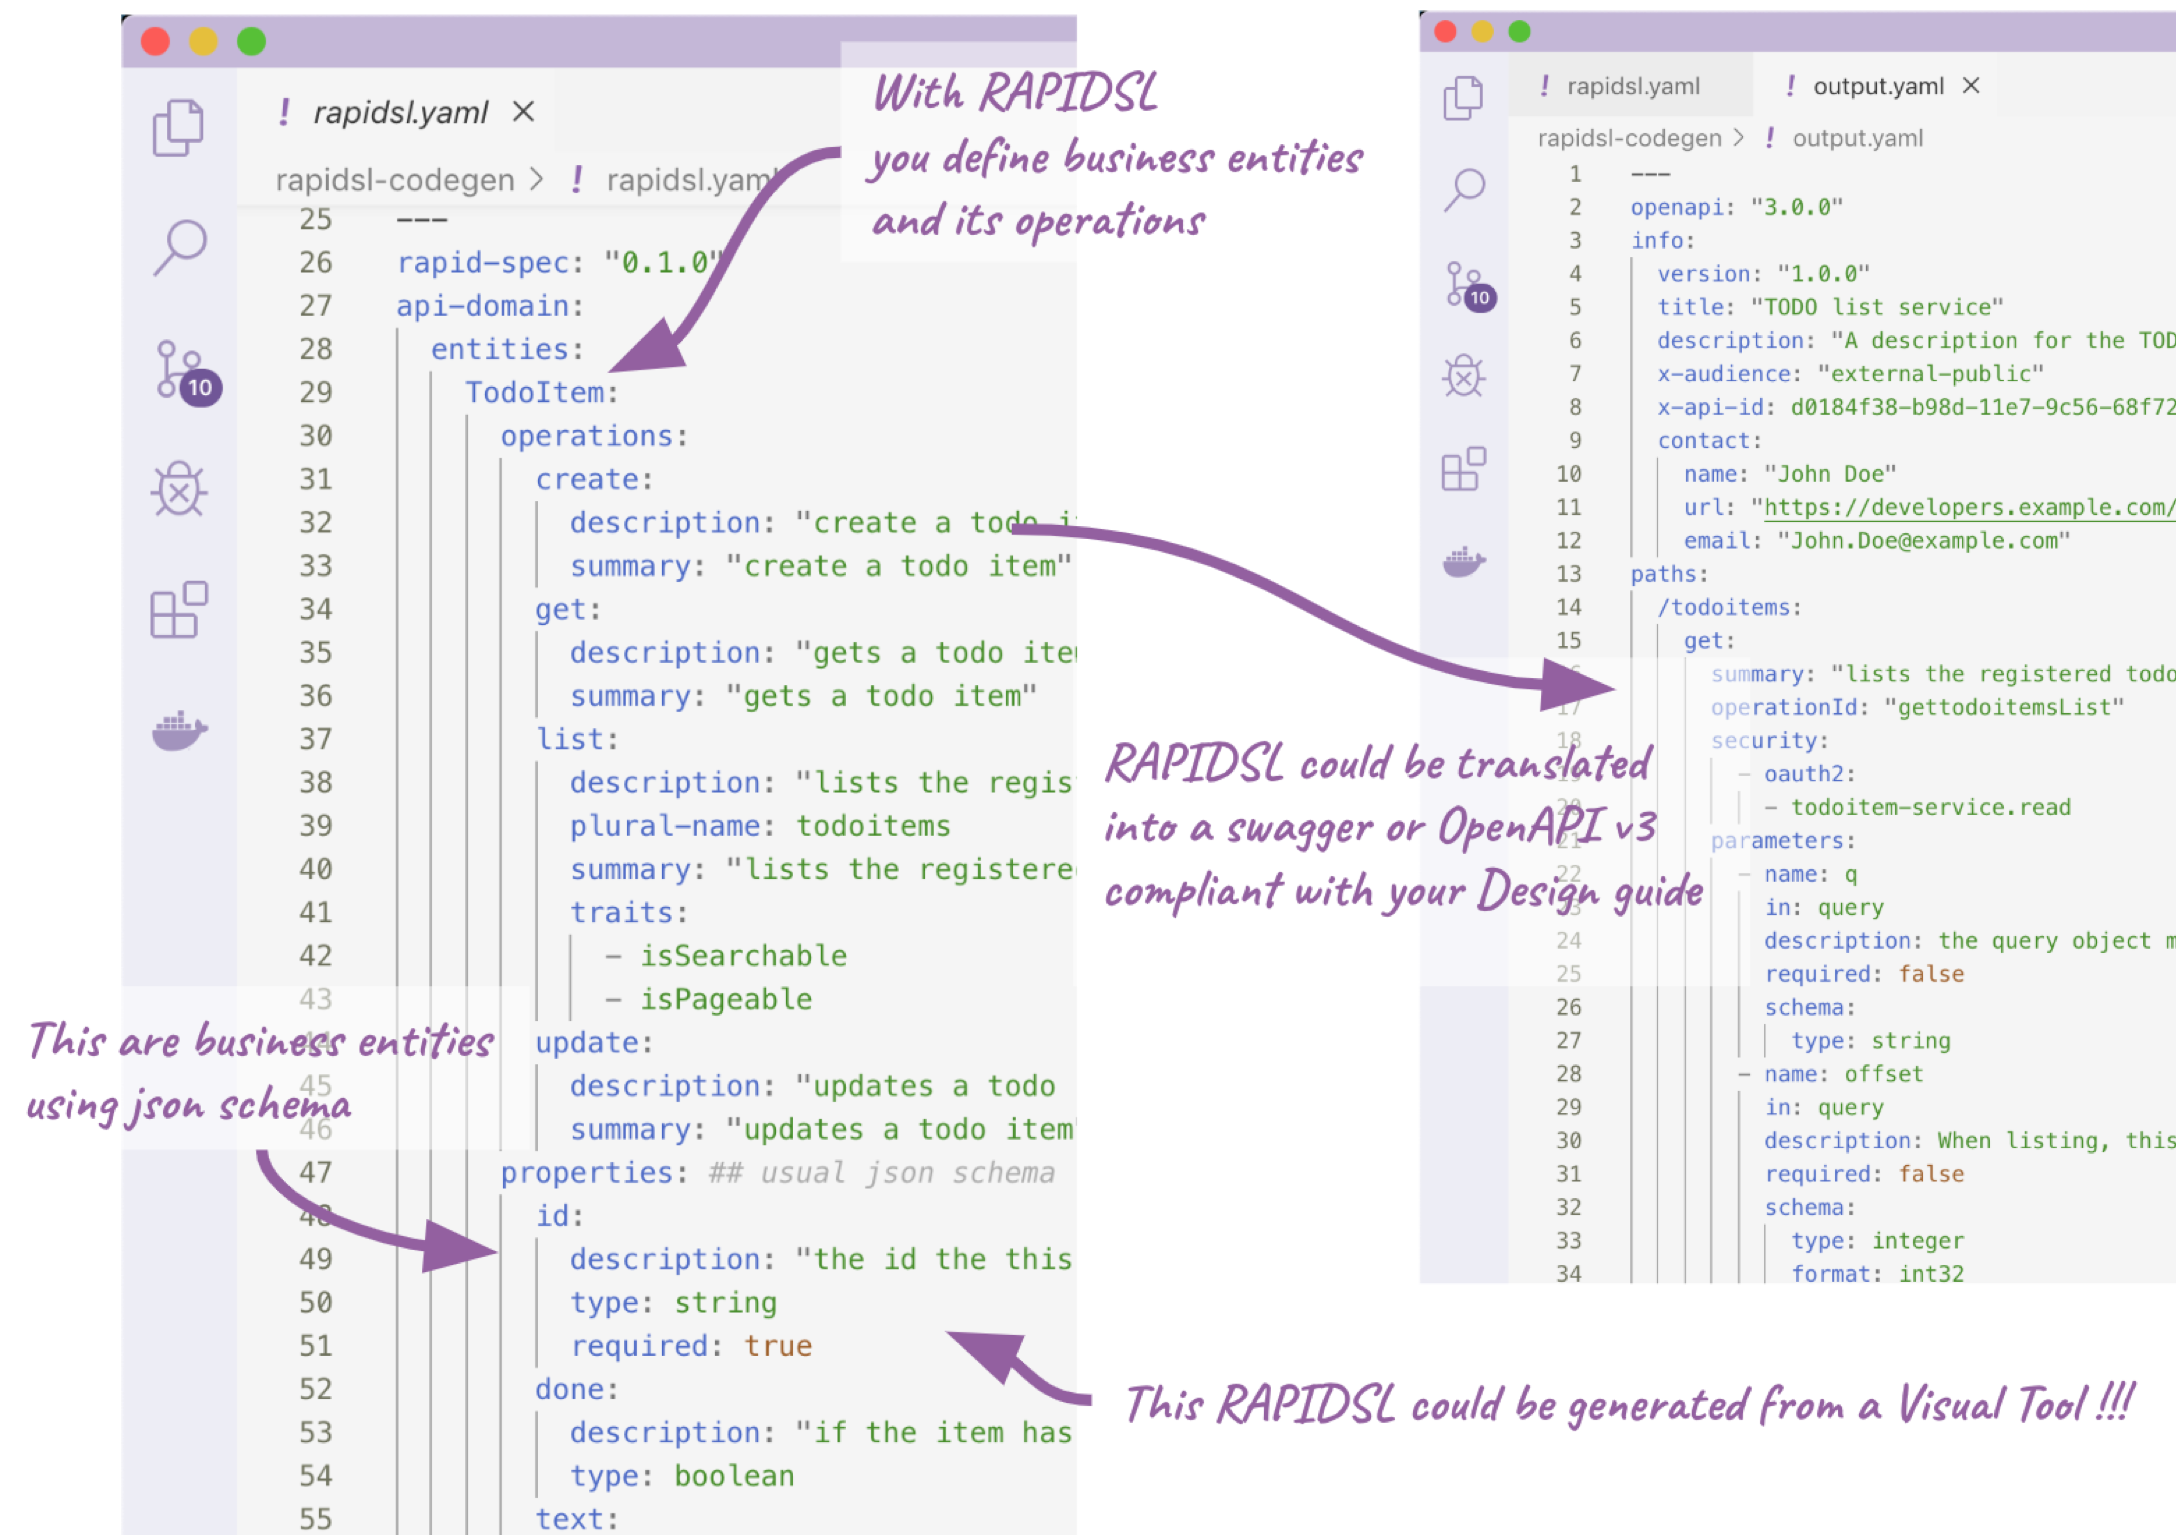 rapidsl.yaml
rapidsl-codegen > ! rapidsl.yaml
25 ---
26 rapid-spec: "0.1.0"
27 api-domain:
28 entities:
29 TodoItem:
30 operations:
31 create:
32 description: "create a todo
33 summary: "create a todo item"
34 get:
35 description: "gets a todo
36 summary: "gets a todo item"
37 list:
38 description: "lists the regis
39 plural-name: todoitems
40 summary: "lists the registere
41 traits:
42 - isSearchable
43 - isPageable
44 update:
45 description: "updates a todo
46 summary: "updates a todo item"
47 properties: ## usual json schema
48 id:
49 description: "the id the this
50 type: string
51 required: true
52 done:
53 description: "if the item has
54 type: boolean
55 text:
10
With RAPIDSL
you define business entities
and its operations
This are business entities
using json schema
RAPIDSL could be translated
into a swagger or OpenAPI v3
compliant with your Design guide
This RAPIDSL could be generated from a Visual Tool !!!
! rapidsl.yaml ! output.yaml ×
rapidsl-codegen > ! output.yaml
1 ---
2 openapi: "3.0.0"
3 info:
4 version: "1.0.0"
5 title: "TODO list service"
6 description: "A description for the TOD
7 x-audience: "external-public"
8 x-api-id: d0184f38-b98d-11e7-9c56-68f72
9 contact:
10 name: "John Doe"
11 url: "https://developers.example.com/
12 email: "John.Doe@example.com"
13 paths:
14 /todoitems:
15 get:
16 summary: "lists the registered todo
17 operationId: "gettodoitemsList"
18 security:
19 - oauth2:
20 - todoitem-service.read
21 parameters:
22 - name: q
23 in: query
24 description: the query object m
25 required: false
26 schema:
27 type: string
28 - name: offset
29 in: query
30 description: When listing, this
31 required: false
32 schema:
33 type: integer
34 format: int32
10